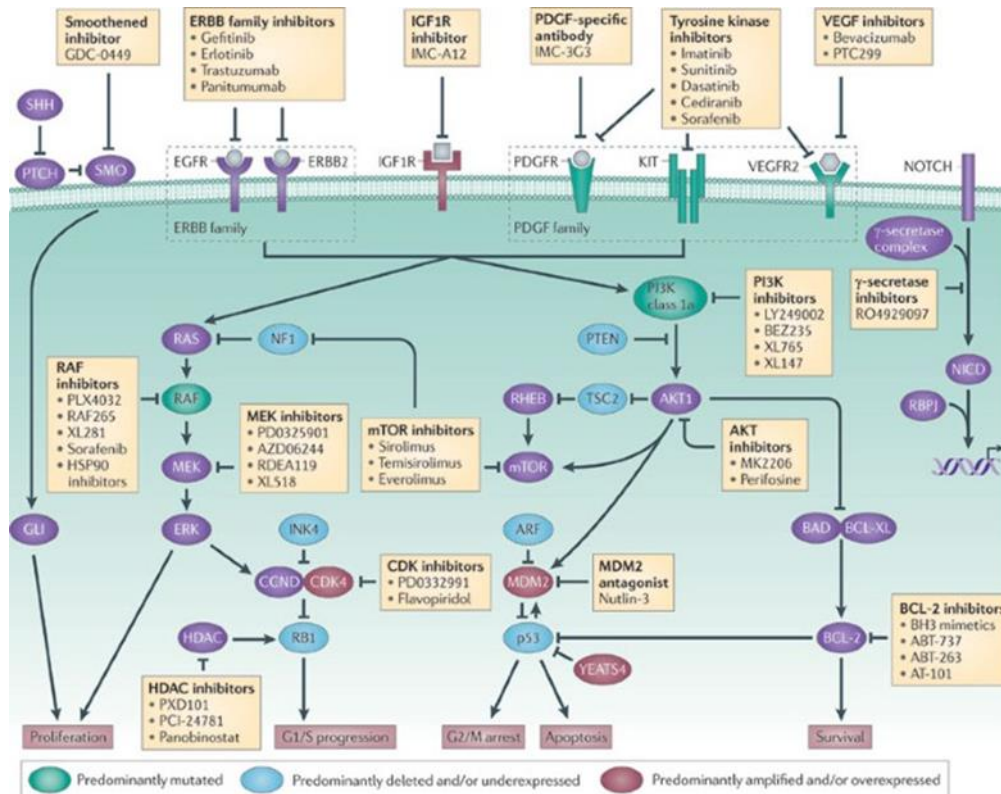 Smoothened
inhibitor
GDC-0449
ERBB family inhibitors
• Gefitinib
• Erlotinib
• Trastuzumab
• Panitumumab
IGF1R
inhibitor
IMC-A12
PDGF-specific
antibody
IMC-3G3
Tyrosine kinase
inhibitors
• Imatinib
• Sunitinib
• Dasatinib
• Cediranib
• Sorafenib
VEGF inhibitors
• Bevacizumab
• PTC299
SHH
PTCH
SMO
EGFR
ERBB2
IGF1R
PDGFR
KIT
VEGFR2
NOTCH
ERBB family
PDGF family
γ-secretase
complex
PI3K
class 1a
PI3K
inhibitors
• LY249002
• BEZ235
• XL765
• XL147
γ-secretase
inhibitors
RO4929097
RAS
NF1
PTEN
NICD
RAF
inhibitors
• PLX4032
• RAF265
• XL281
• Sorafenib
• HSP90
inhibitors
RAF
MEK inhibitors
• PD0325901
• AZD06244
• RDEA119
• XL518
mTOR inhibitors
• Sirolimus
• Temisirolimus
• Everolimus
RHEB
TSC2
AKT1
RBPJ
MEK
mTOR
AKT
inhibitors
• MK2206
• Perifosine
GLI
ERK
INK4
ARF
BAD
BCL-XL
CCND
CDK4
CDK inhibitors
• PD0332991
• Flavopiridol
MDM2
MDM2
antagonist
Nutlin-3
HDAC
RB1
p53
YEATS4
BCL-2
BCL-2 inhibitors
• BH3 mimetics
• ABT-737
• ABT-263
• AT-101
HDAC inhibitors
• PXD101
• PCI-24781
• Panobinostat
Proliferation
G1/S progression
G2/M arrest
Apoptosis
Survival
Predominantly mutated
Predominantly deleted and/or underexpressed
Predominantly amplified and/or overexpressed